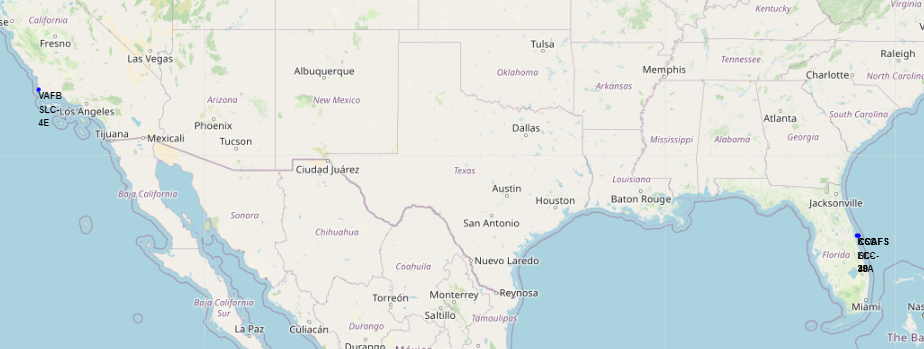 California
Kentucky
Virginia
Fresno
Las Vegas
Tulsa
Raleigh
Albuquerque
Oklahoma
Memphis
Tennessee
Charlotte
North Carolina
VAFB
SLC-
4E
Los Angeles
Arizona
New Mexico
Arkansas
Phoenix
Atlanta
South Carolina
Tijuana
Mexicali
Tucson
Dallas
Mississippi
Alabama
Georgia
Ciudad Juárez
Texas
Louisiana
Baja California
Sonora
Austin
Houston
Baton Rouge
Jacksonville
Chihuahua
San Antonio
Florida
Coahuila
Nuevo Laredo
Baja California
Sur
Torreón
Monterrey
Reynosa
Miami
Nas
La Paz
Culiacán
Durango
Saltillo
Tamaulipas
Durango
México
The Ba